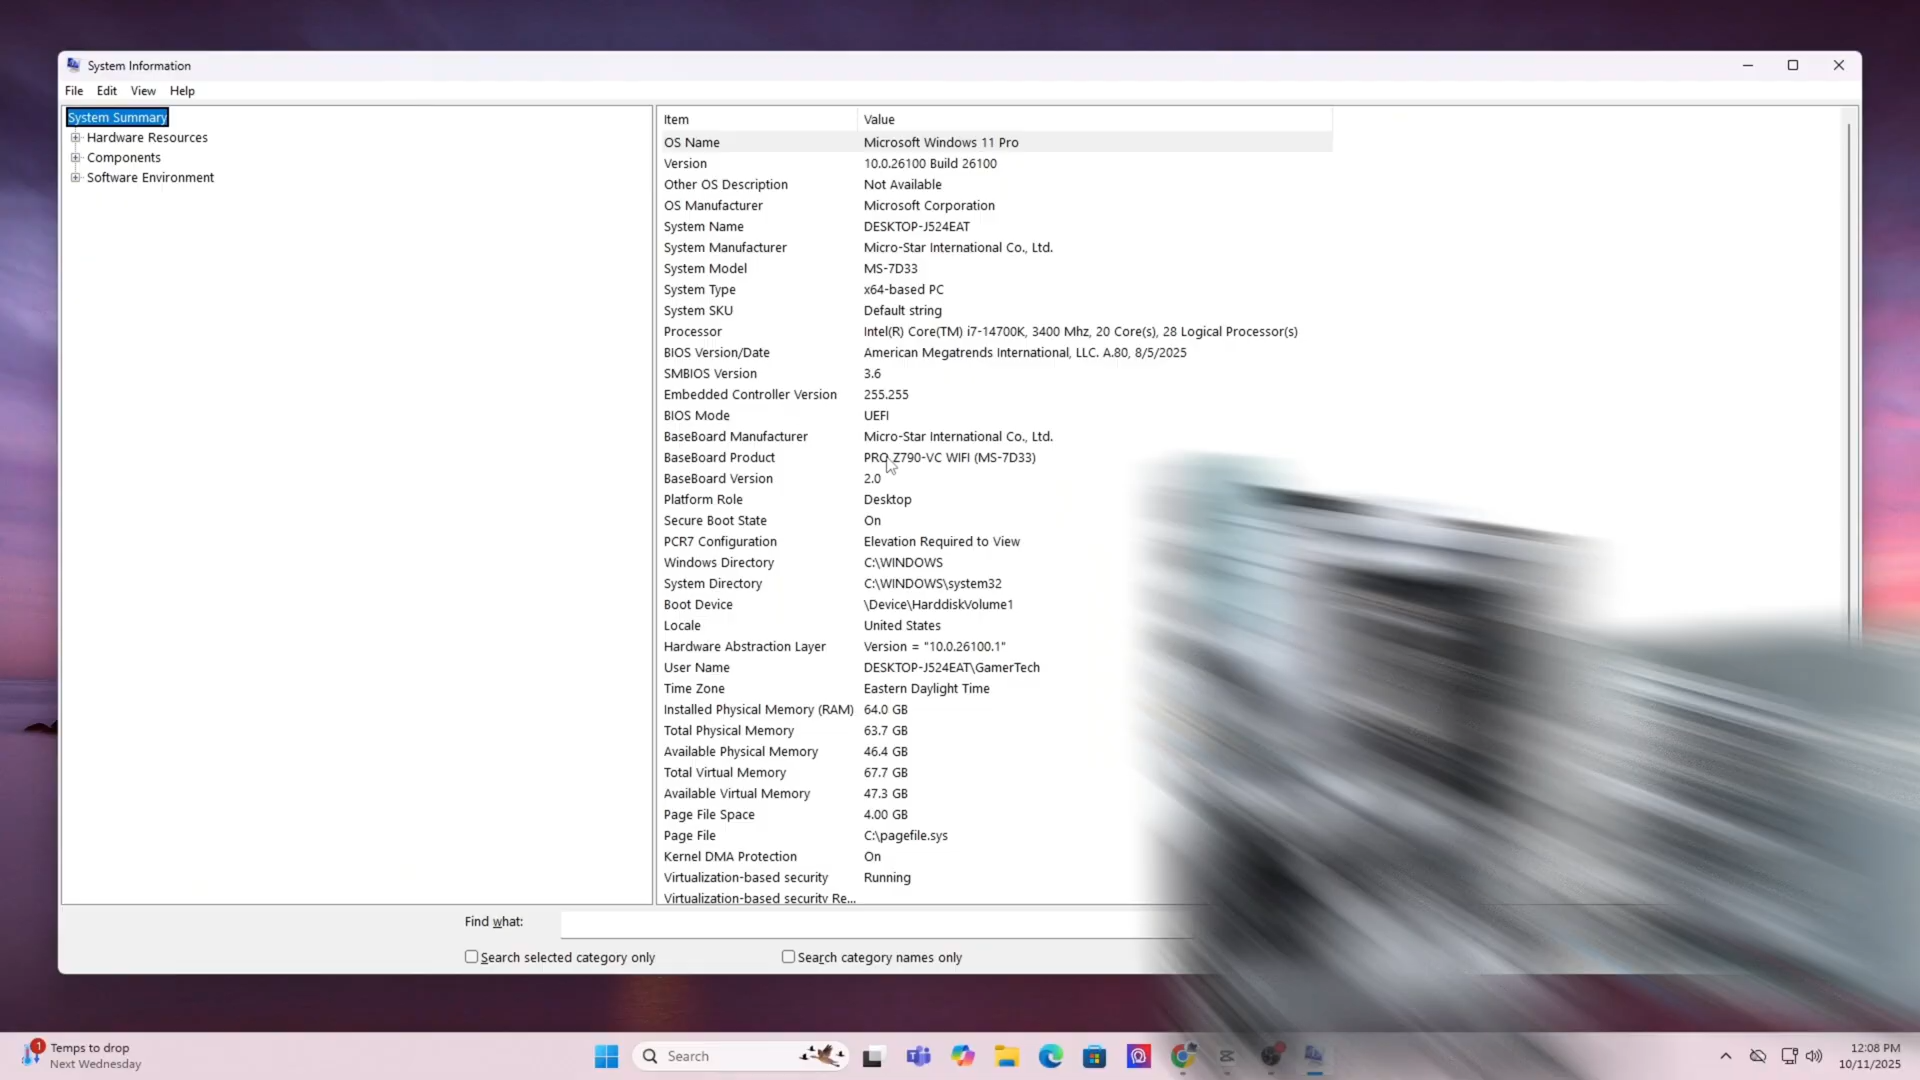 System Information
File Edit View Help
System Summary
Hardware Resources
Components
Software Environment
Item Value
OS Name Microsoft Windows 11 Pro
Version 10.0.26100 Build 26100
Other OS Description Not Available
OS Manufacturer Microsoft Corporation
System Name DESKTOP-J524EAT
System Manufacturer Micro-Star International Co., Ltd.
System Model MS-7D33
System Type x64-based PC
System SKU Default string
Processor Intel(R) Core(TM) i7-14700K, 3400 Mhz, 20 Core(s), 28 Logical Processor(s)
BIOS Version/Date American Megatrends International, LLC. A.80, 8/5/2025
SMBIOS Version 3.6
Embedded Controller Version 255.255
BIOS Mode UEFI
BaseBoard Manufacturer Micro-Star International Co., Ltd.
BaseBoard Product PRO Z790-VC WIFI (MS-7D33)
BaseBoard Version 2.0
Platform Role Desktop
Secure Boot State On
PCR7 Configuration Elevation Required to View
Windows Directory C:\WINDOWS
System Directory C:\WINDOWS\system32
Boot Device \Device\HarddiskVolume1
Locale United States
Hardware Abstraction Layer Version = "10.0.26100.1"
User Name DESKTOP-J524EAT\GamerTech
Time Zone Eastern Daylight Time
Installed Physical Memory (RAM) 64.0 GB
Total Physical Memory 63.7 GB
Available Physical Memory 46.4 GB
Total Virtual Memory 67.7 GB
Available Virtual Memory 47.3 GB
Page File Space 4.00 GB
Page File C:\pagefile.sys
Kernel DMA Protection On
Virtualization-based security Running
Virtualization-based security Re...
Find what:
Search selected category only Search category names only
1
Temps to drop
Next Wednesday
Search
12:08 PM
10/11/2025